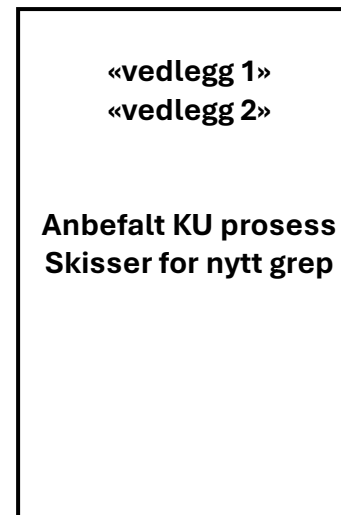 «vedlegg 1»
«vedlegg 2»
Anbefalt KU prosess
Skisser for nytt grep